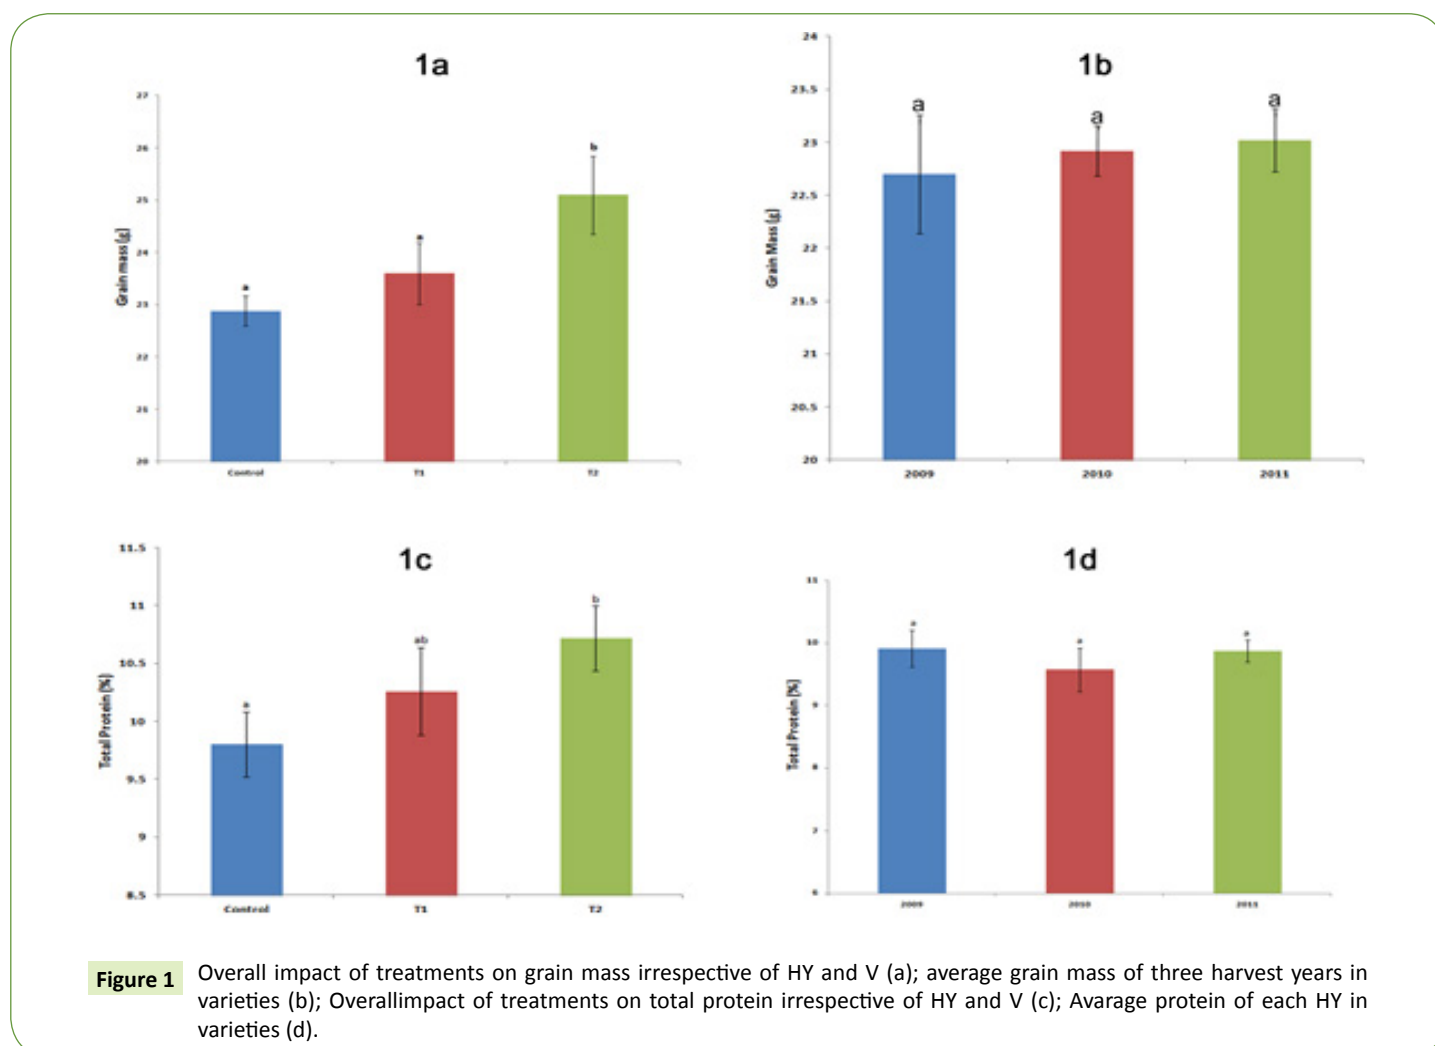 1a
27
26
25
24
23
22
21
20
Grain mass (g)
a
a
b
Control
T1
T2
1b
24
23.5
23
22.5
22
21.5
21
20.5
20
Grain Mass (g)
a
a
a
2009
2010
2011
1c
11.5
11
10.5
10
9.5
9
8.5
Total Protein (%)
a
ab
b
Control
T1
T2
1d
11
10
9
8
7
6
Total Protein (%)
a
a
a
2009
2010
2011
Figure 1
Overall impact of treatments on grain mass irrespective of HY and V (a); average grain mass of three harvest years in
varieties (b); Overallimpact of treatments on total protein irrespective of HY and V (c); Avarage protein of each HY in
varieties (d).